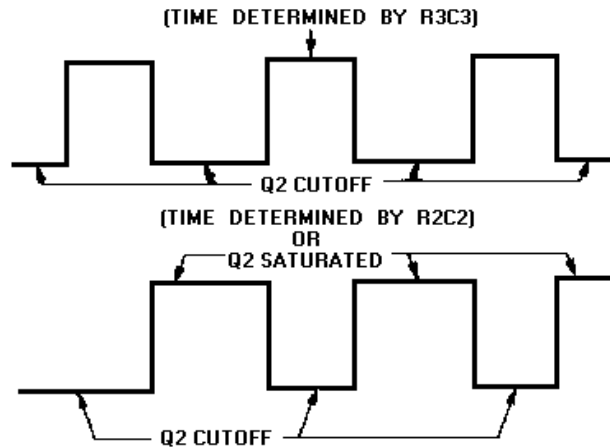 (TIME DETERMINED BY R3C3)
Q2 CUTOFF
(TIME DETERMINED BY R2C2)
OR
Q2 SATURATED
Q2 CUTOFF